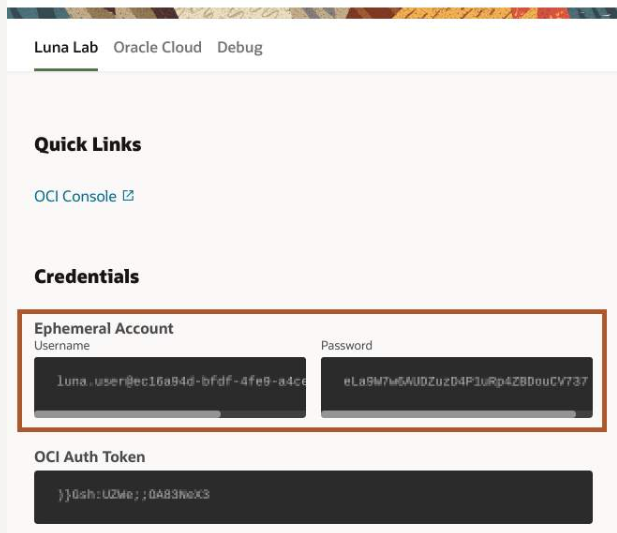 Luna Lab Oracle Cloud Debug
Quick Links
OCI Console
Credentials
Ephemeral Account
Username Password
luna.user@ec16a94d-bfdf-4fe9-a4ce eLa9W7w6AUDZuzD4P1uRp4ZBDouCV737
OCI Auth Token
)}Gsh:UZWe;;OA83NeX3